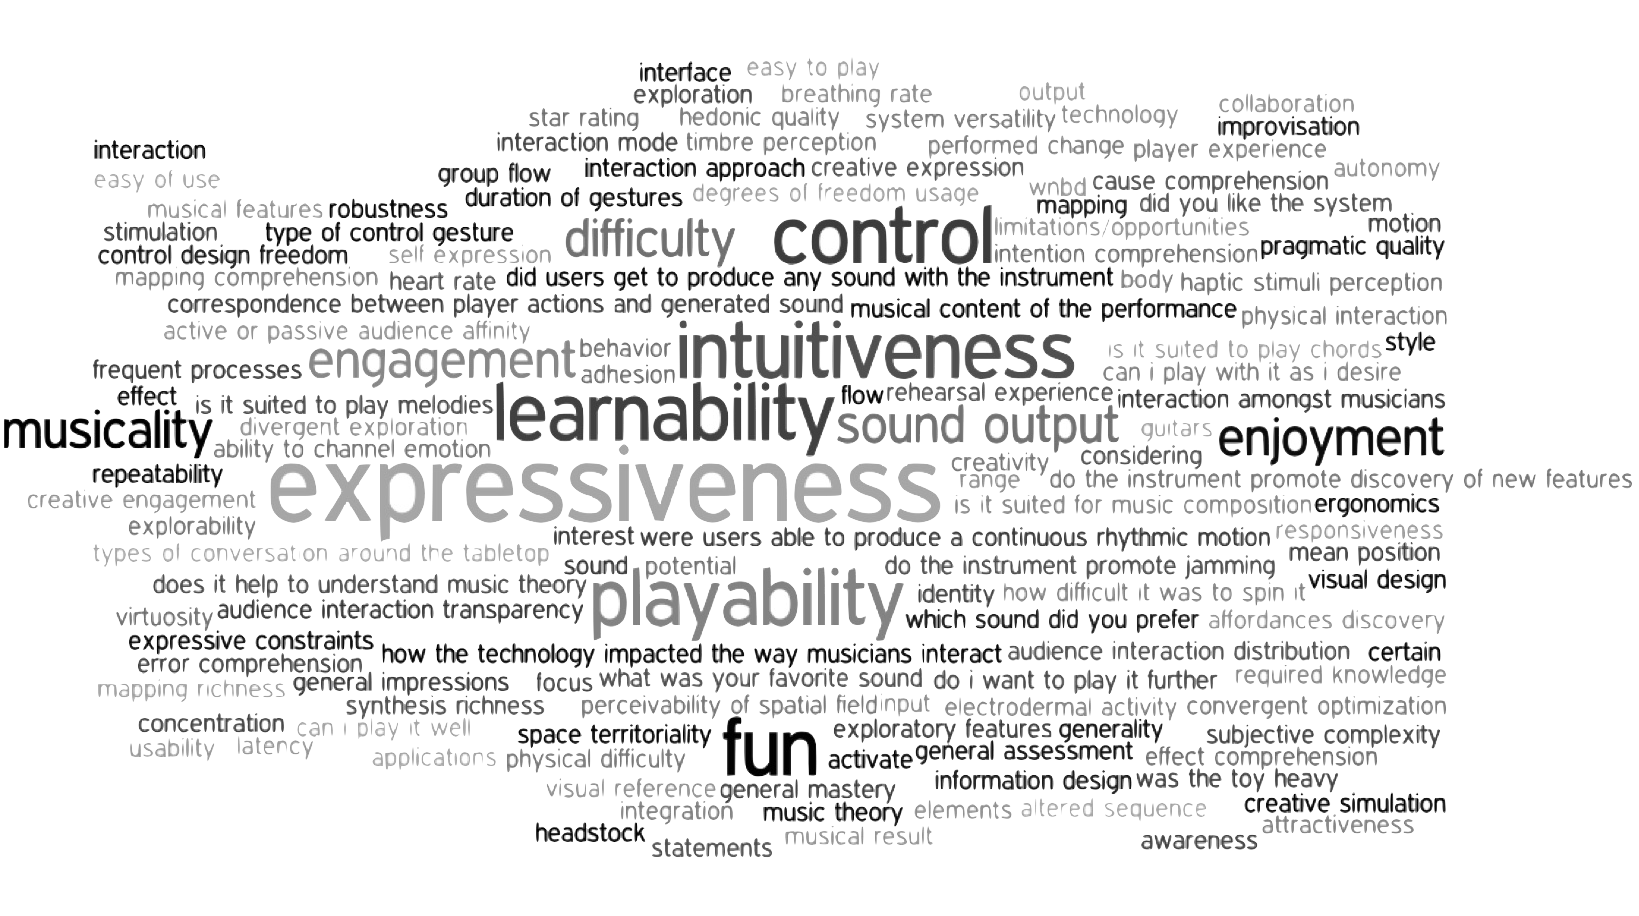 interface easy to play
exploration breathing rate output
star rating hedonic quality system versatility technology collaboration
improvisation
interaction interaction mode timbre perception performed change player experience
easy of use group flow interaction approach creative expression autonomy
duration of gestures degrees of freedom usage wnbd cause comprehension
musical features robustness mapping did you like the system
stimulation type of control gesture difficulty control limitations/opportunities motion
control design freedom self expression intention comprehension pragmatic quality
mapping comprehension heart rate did users get to produce any sound with the instrument body haptic stimuli perception
correspondence between player actions and generated sound musical content of the performance physical interaction
active or passive audience affinity
engagement behavior intuitiveness is it suited to play chords style
frequent processes adhesion can i play with it as i desire
effect is it suited to play melodies learnability flow rehearsal experience interaction amongst musicians
musicality divergent exploration sound output guitars enjoyment
ability to channel emotion
repeatability expressiveness creativity considering
range do the instrument promote discovery of new features
creative engagement is it suited for music composition ergonomics
explorability
interest were users able to produce a continuous rhythmic motion responsiveness
types of conversation around the tabletop mean position
sound potential do the instrument promote jamming
does it help to understand music theory playability identity how difficult it was to spin it visual design
virtuosity audience interaction transparency which sound did you prefer affordances discovery
expressive constraints how the technology impacted the way musicians interact audience interaction distribution certain
error comprehension
mapping richness general impressions focus what was your favorite sound do i want to play it further required knowledge
synthesis richness perceivability of spatial field input electrodermal activity convergent optimization
concentration can i play it well space territoriality fun exploratory features generality subjective complexity
usability latency applications physical difficulty activate general assessment effect comprehension
visual reference general mastery information design was the toy heavy
integration music theory elements altered sequence creative simulation
headstock statements musical result awareness attractiveness